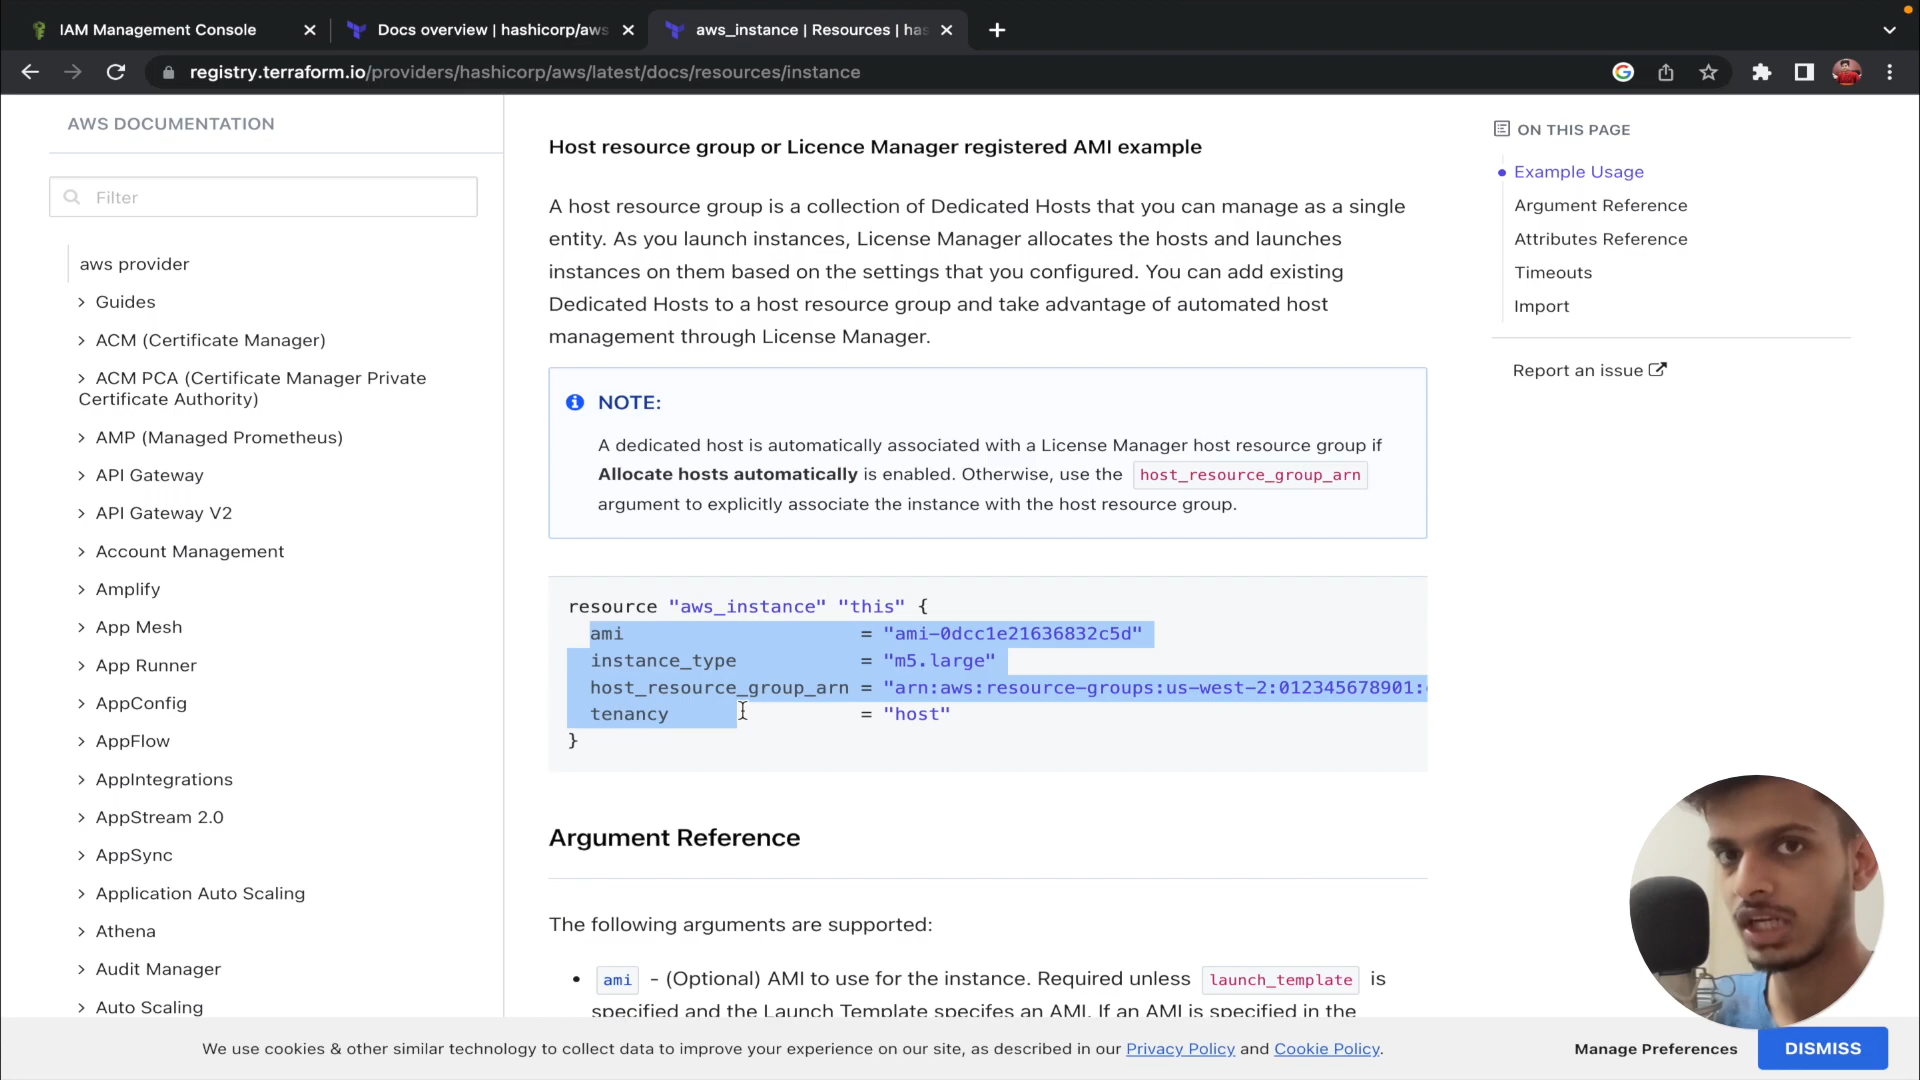 IAM Management Console
Docs overview | hashicorp/aws
aws_instance | Resources | has
registry.terraform.io/providers/hashicorp/aws/latest/docs/resources/instance
AWS DOCUMENTATION
Filter
aws provider
Guides
ACM (Certificate Manager)
ACM PCA (Certificate Manager Private
Certificate Authority)
AMP (Managed Prometheus)
API Gateway
API Gateway V2
Account Management
Amplify
App Mesh
App Runner
AppConfig
AppFlow
AppIntegrations
AppStream 2.0
AppSync
Application Auto Scaling
Athena
Audit Manager
Auto Scaling
Host resource group or Licence Manager registered AMI example
A host resource group is a collection of Dedicated Hosts that you can manage as a single
entity. As you launch instances, License Manager allocates the hosts and launches
instances on them based on the settings that you configured. You can add existing
Dedicated Hosts to a host resource group and take advantage of automated host
management through License Manager.
NOTE:
A dedicated host is automatically associated with a License Manager host resource group if
Allocate hosts automatically is enabled. Otherwise, use the host_resource_group_arn
argument to explicitly associate the instance with the host resource group.
resource "aws_instance" "this" {
ami = "ami-0dcc1e21636832c5d"
instance_type = "m5.large"
host_resource_group_arn = "arn:aws:resource-groups:us-west-2:012345678901:
tenancy = "host"
}
Argument Reference
The following arguments are supported:
• ami - (Optional) AMI to use for the instance. Required unless launch_template is
specified and the Launch Template specifes an AMI. If an AMI is specified in the
ON THIS PAGE
Example Usage
Argument Reference
Attributes Reference
Timeouts
Import
Report an issue
We use cookies & other similar technology to collect data to improve your experience on our site, as described in our Privacy Policy and Cookie Policy.
Manage Preferences
DISMISS